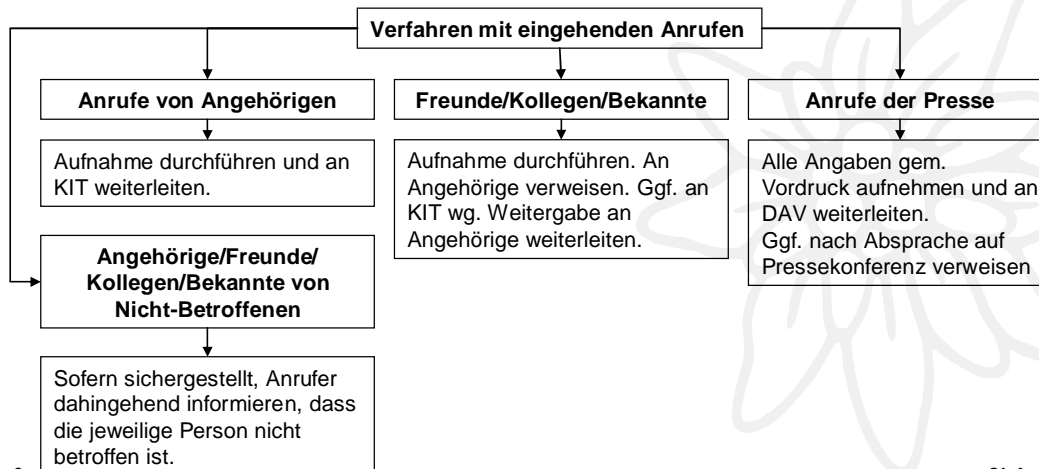 Verfahren mit eingehenden Anrufen
Anrufe von Angehörigen
Aufnahme durchführen und an
KIT weiterleiten.
Freunde/Kollegen/Bekannte
Aufnahme durchführen. An
Angehörige verweisen. Ggf. an
KIT wg. Weitergabe an
Angehörige weiterleiten.
Anrufe der Presse
Alle Angaben gem.
Vordruck aufnehmen und an
DAV weiterleiten.
Ggf. nach Absprache auf
Pressekonferenz verweisen
Angehörige/Freunde/
Kollegen/Bekannte von
Nicht-Betroffenen
Sofern sichergestellt, Anrufer
dahingehend informieren, dass
die jeweilige Person nicht
betroffen ist.